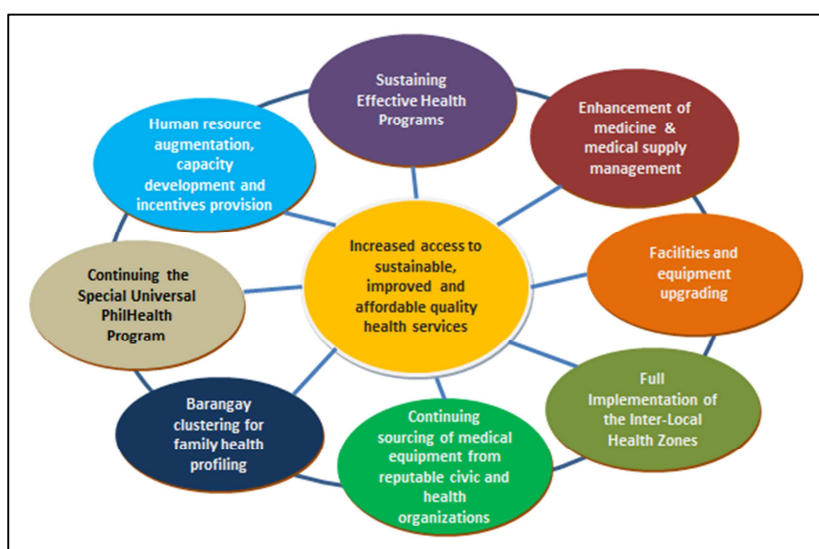 Sustaining
Effective Health
Programs
Enhancement of
medicine & 
medical supply
management
Facilities and
equipment
upgrading
Full
Implementation of
the Inter-Local
Health Zones
Continuing
sourcing of medical
equipment from
reputable civic and
health
organizations
Barangay
clustering for
family health
profiling
Continuing the
Special Universal
PhilHealth
Program
Human resource
augmentation,
capacity
development and
incentives provision
Increased access to
sustainable,
improved and
affordable quality
health services